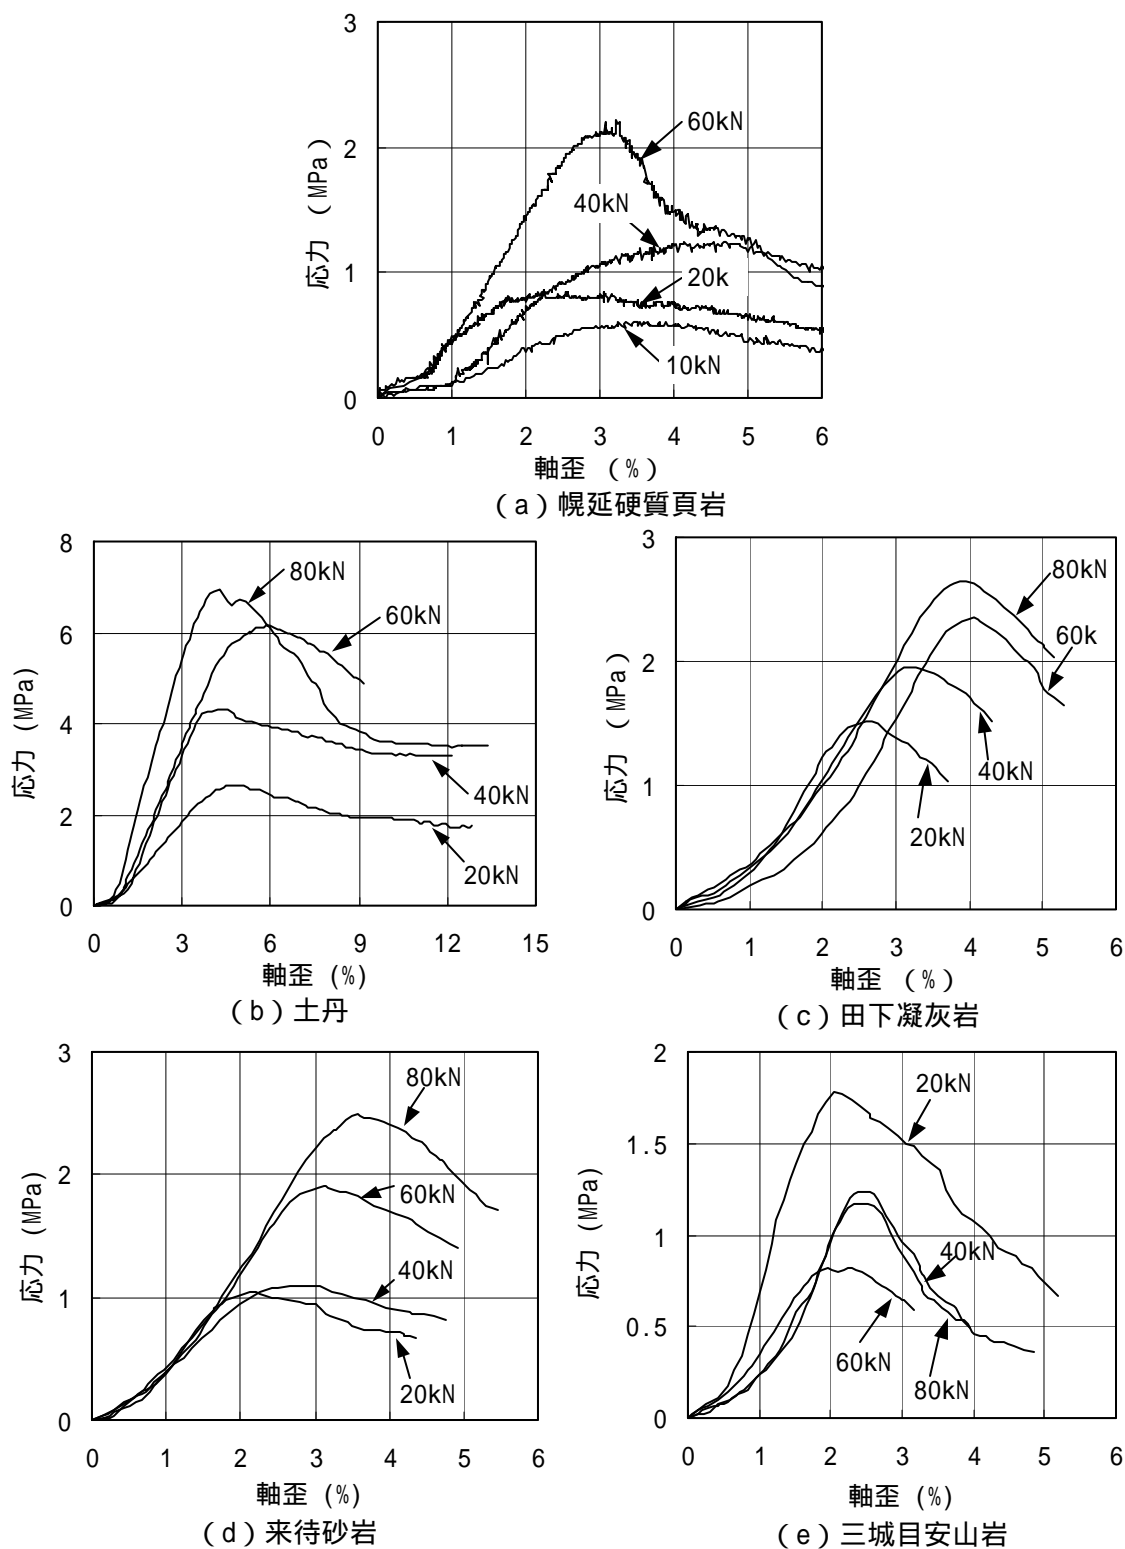 3
2
1
0
応力 (MPa)
60kN
40kN
20k
10kN
0 1 2 3 4 5 6
軸歪 (%)
(a)幌延硬質頁岩
8
6
4
2
0
応力 (MPa)
80kN
60kN
40kN
20kN
0 3 6 9 12 15
軸歪 (%)
(b)土丹
3
2
1
0
応力 (MPa)
80kN
60k
40kN
20kN
0 1 2 3 4 5 6
軸歪 (%)
(c)田下凝灰岩
3
2
1
0
応力 (MPa)
80kN
60kN
40kN
20kN
0 1 2 3 4 5 6
軸歪 (%)
(d)来待砂岩
2
1.5
1
0.5
0
応力 (MPa)
20kN
40kN
60kN
80kN
0 1 2 3 4 5 6
軸歪 (%)
(e)三城目安山岩